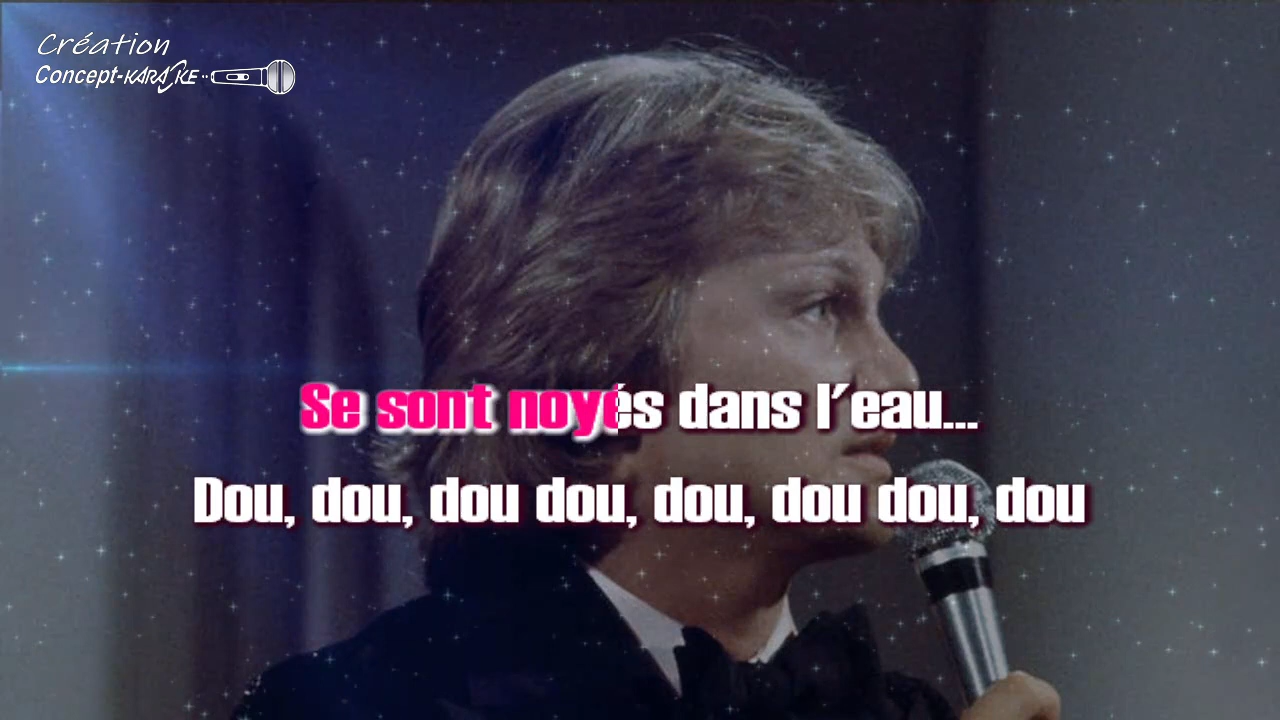 Création
Concept-KARAOKE
Se sont noyés dans l'eau...
Dou, dou, dou dou, dou, dou dou, dou